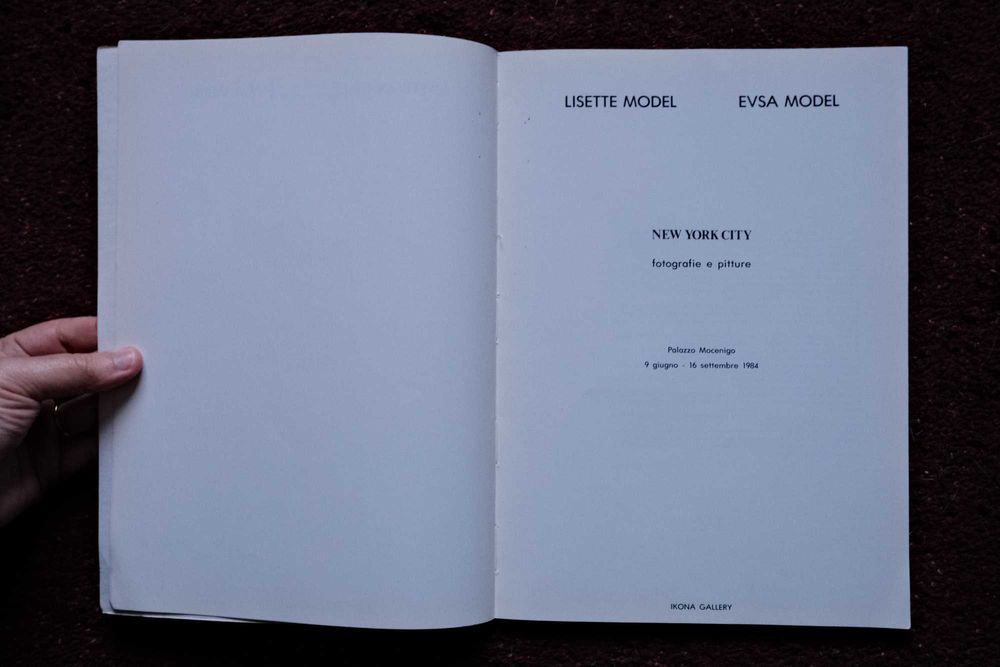 LISETTE MODEL EVSA MODEL
NEW YORK CITY
fotografie e pitture
Palazzo Mocenigo
9 giugno - 16 settembre 1984
IKONA GALLERY